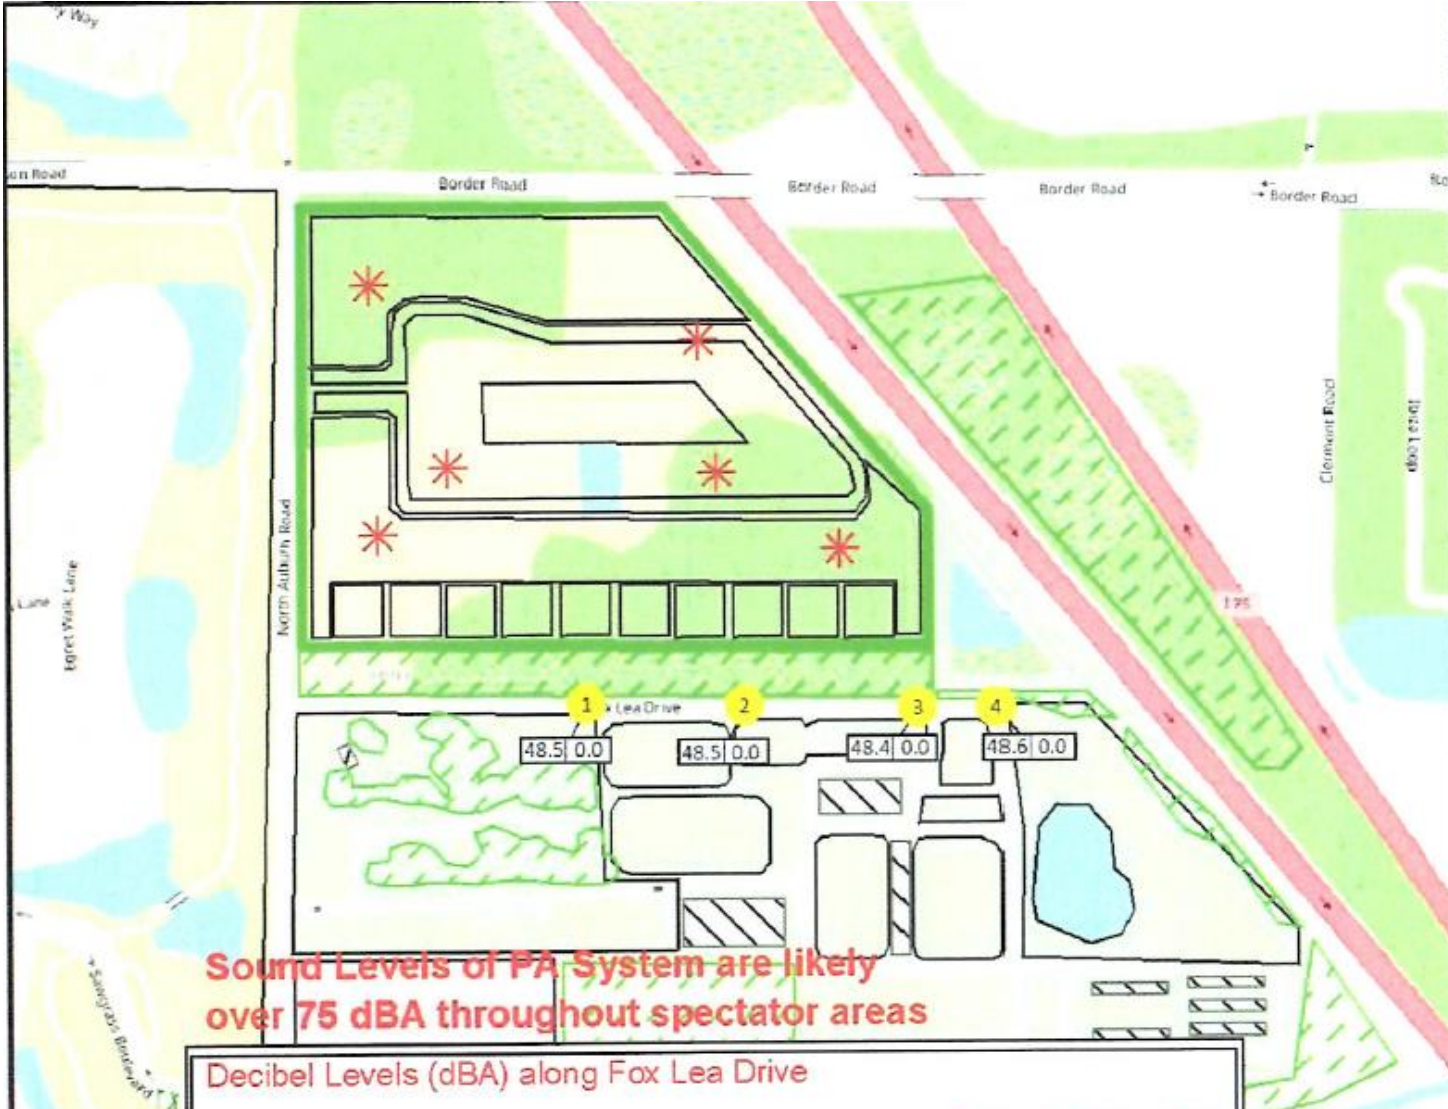 y Way
on Road
Border Road
Border Road
Border Road
Border Road
North Auburn Road
Egret Walk Lane
Lane
Clermont Road
I 75
1
2
3
4
x Lea Drive
48.5 0.0
48.5 0.0
48.4 0.0
48.6 0.0
Sawgrass Boulevard
Sound Levels of PA System are likely
over 75 dBA throughout spectator areas
Decibel Levels (dBA) along Fox Lea Drive